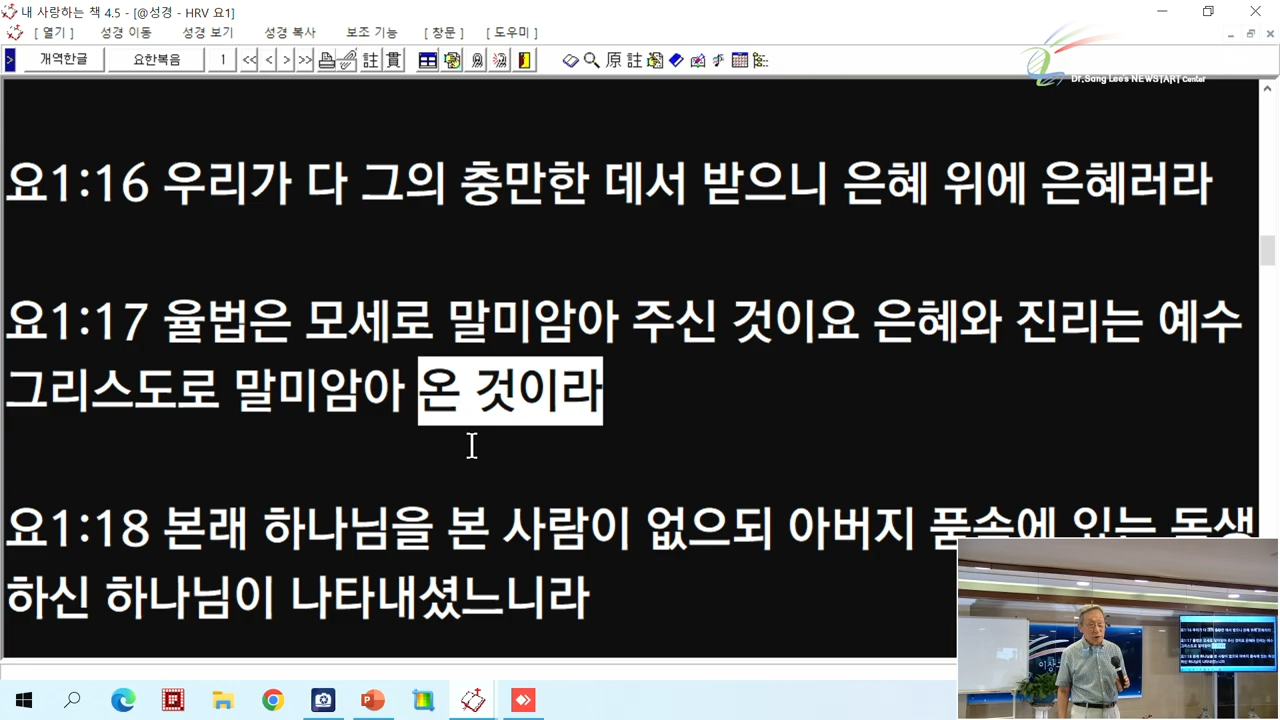 내 사랑하는 책 4.5 - [@성경 - HRV 요1]
[ 열기 ] 성경 이동 성경 보기 성경 복사 보조 기능 [ 창문 ] [ 도우미 ]
> 개역한글 요한복음 1 << < > >> 註 貫 原 註
Dr.Sang Lee's NEWSTART Center
요1:16 우리가 다 그의 충만한 데서 받으니 은혜 위에 은혜러라
요1:17 율법은 모세로 말미암아 주신 것이요 은혜와 진리는 예수
그리스도로 말미암아 온 것이라
요1:18 본래 하나님을 본 사람이 없으되 아버지 품속에 있는 독생
하신 하나님이 나타내셨느니라